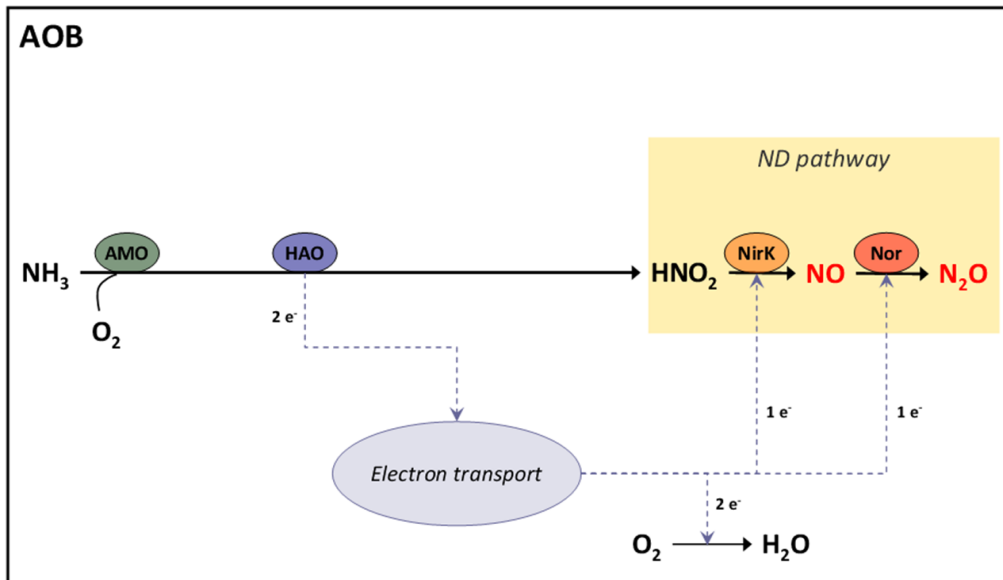 AOB
ND pathway
AMO
HAO
NirK
Nor
NH₃
HNO₂
NO
N₂O
O₂
2 e⁻
1 e⁻
1 e⁻
Electron transport
2 e⁻
O₂
H₂O